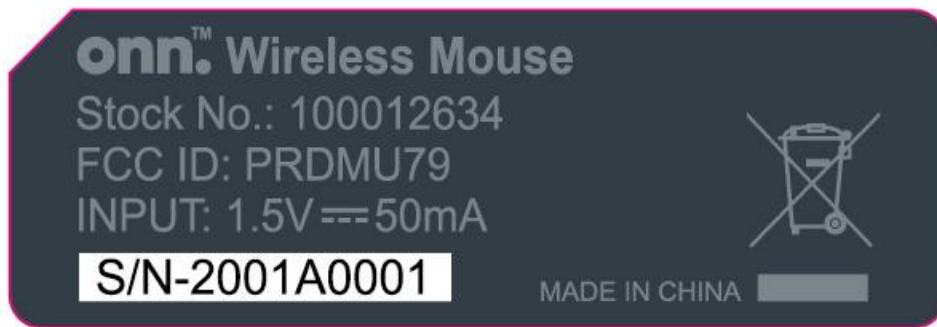 onn.™ Wireless Mouse
Stock No.: 100012634
FCC ID: PRDMU79
INPUT: 1.5V⎓50mA
S/N-2001A0001
MADE IN CHINA